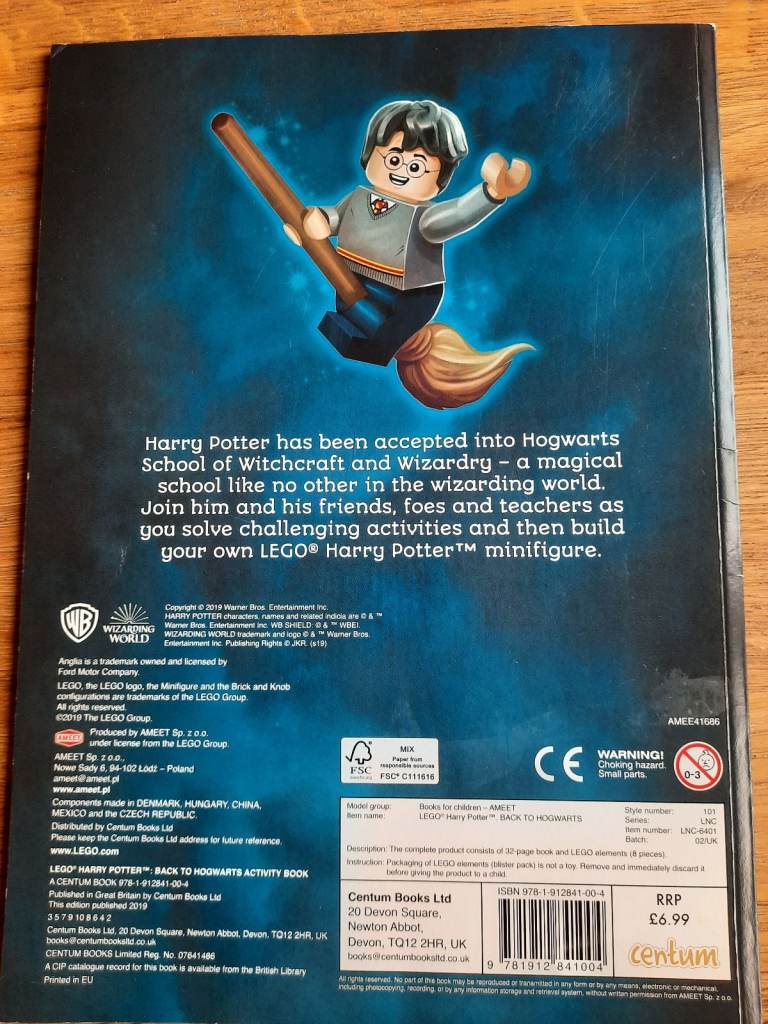 Harry Potter has been accepted into Hogwarts
School of Witchcraft and Wizardry – a magical
school like no other in the wizarding world.
Join him and his friends, foes and teachers as
you solve challenging activities and then build
your own LEGO® Harry Potter™ minifigure.
WB
WIZARDING
WORLD
Copyright © 2019 Warner Bros. Entertainment Inc.
HARRY POTTER characters, names and related indicia are © & ™
Warner Bros. Entertainment Inc. WB SHIELD: © & ™ WBEI.
WIZARDING WORLD trademark and logo © & ™ Warner Bros.
Entertainment Inc. Publishing Rights © JKR. (s19)
Anglia is a trademark owned and licensed by
Ford Motor Company.
LEGO, the LEGO logo, the Minifigure and the Brick and Knob
configurations are trademarks of the LEGO Group.
All rights reserved.
©2019 The LEGO Group.
AMEET
Produced by AMEET Sp. z o.o.
under license from the LEGO Group.
AMEET Sp. z o.o.,
Nowe Sady 6, 94-102 Łódź – Poland
ameet@ameet.pl
www.ameet.pl
Components made in DENMARK, HUNGARY, CHINA,
MEXICO and the CZECH REPUBLIC.
Distributed by Centum Books Ltd
Please keep the Centum Books Ltd address for future reference.
www.LEGO.com
LEGO® HARRY POTTER™: BACK TO HOGWARTS ACTIVITY BOOK
A CENTUM BOOK 978-1-912841-00-4
Published in Great Britain by Centum Books Ltd
This edition published 2019
3 5 7 9 10 8 6 4 2
Centum Books Ltd, 20 Devon Square, Newton Abbot, Devon, TQ12 2HR, UK
books@centumbooksltd.co.uk
CENTUM BOOKS Limited Reg. No. 07641486
A CIP catalogue record for this book is available from the British Library
Printed in EU
AMEE41686
FSC
www.fsc.org
MIX
Paper from
responsible sources
FSC® C111616
CE
WARNING!
Choking hazard.
Small parts.
0-3
Model group: Books for children – AMEET
Item name: LEGO® Harry Potter™. BACK TO HOGWARTS
Style number: 101
Series: LNC
Item number: LNC-6401
Batch: 02/UK
Description: The complete product consists of 32-page book and LEGO elements (8 pieces).
Instruction: Packaging of LEGO elements (blister pack) is not a toy. Remove and immediately discard it
before giving the product to a child.
Centum Books Ltd
20 Devon Square,
Newton Abbot,
Devon, TQ12 2HR, UK
books@centumbooksltd.co.uk
ISBN 978-1-912841-00-4
9 781912 841004
RRP
£6.99
centum
All rights reserved. No part of this book may be reproduced or transmitted in any form or by any means, electronic or mechanical,
including photocopying, recording, or by any information storage and retrieval system, without written permission from AMEET Sp. z o.o.